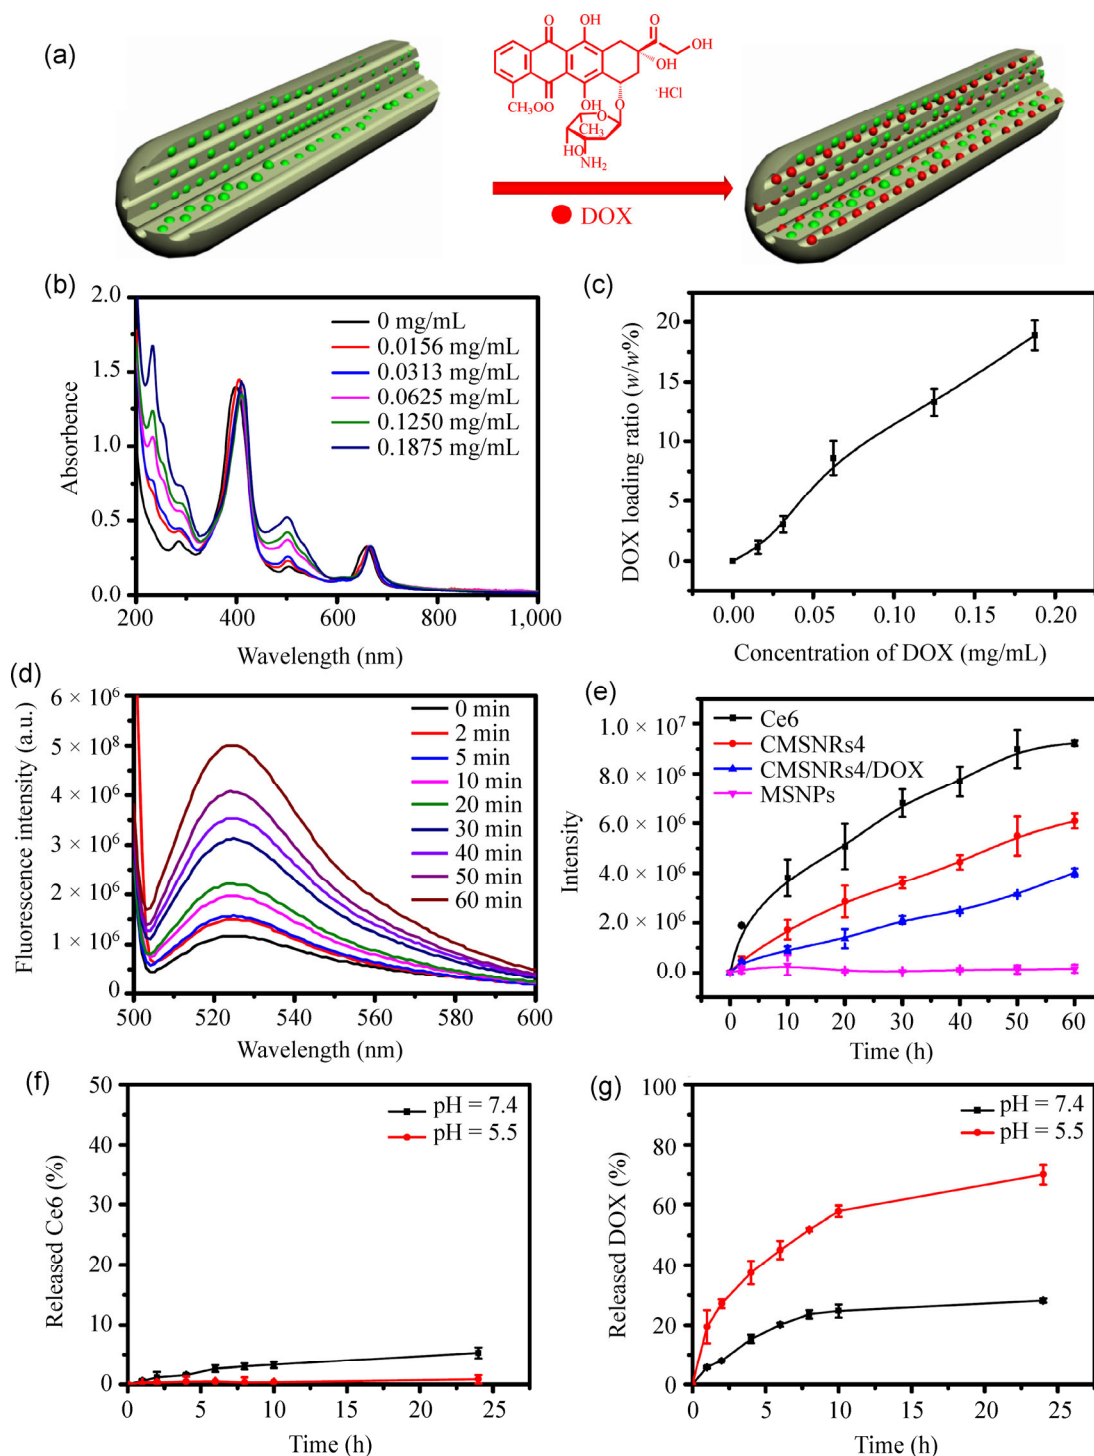 (a)
O
OH
O
OH
OH
·HCl
CH₃OO
O
OH
O
O
CH₃
HO
NH₂
DOX
(b)
Absorbence
2.0
1.5
1.0
0.5
0.0
200
400
600
800
1,000
Wavelength (nm)
0 mg/mL
0.0156 mg/mL
0.0313 mg/mL
0.0625 mg/mL
0.1250 mg/mL
0.1875 mg/mL
(c)
DOX loading ratio (w/w%)
20
15
10
5
0
0.00
0.05
0.10
0.15
0.20
Concentration of DOX (mg/mL)
(d)
Fluorescence intensity (a.u.)
6 × 10⁶
5 × 10⁸
4 × 10⁶
3 × 10⁶
2 × 10⁶
1 × 10⁶
0
500
520
540
560
580
600
Wavelength (nm)
0 min
2 min
5 min
10 min
20 min
30 min
40 min
50 min
60 min
(e)
Intensity
1.0 × 10⁷
8.0 × 10⁶
6.0 × 10⁶
4.0 × 10⁶
2.0 × 10⁶
0.0
0
10
20
30
40
50
60
Time (h)
Ce6
CMSNRs4
CMSNRs4/DOX
MSNPs
(f)
Released Ce6 (%)
50
40
30
20
10
0
0
5
10
15
20
25
Time (h)
pH = 7.4
pH = 5.5
(g)
Released DOX (%)
100
80
60
40
20
0
0
5
10
15
20
25
Time (h)
pH = 7.4
pH = 5.5